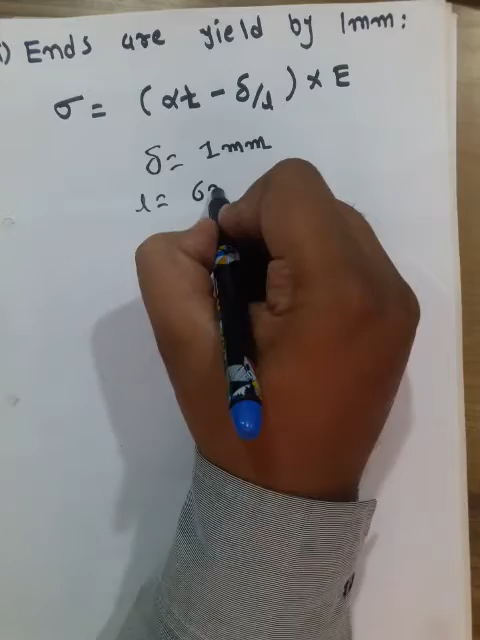 i) Ends are yield by 1mm:
σ = (αt - δ/l) × E
δ = 1mm
l = 6